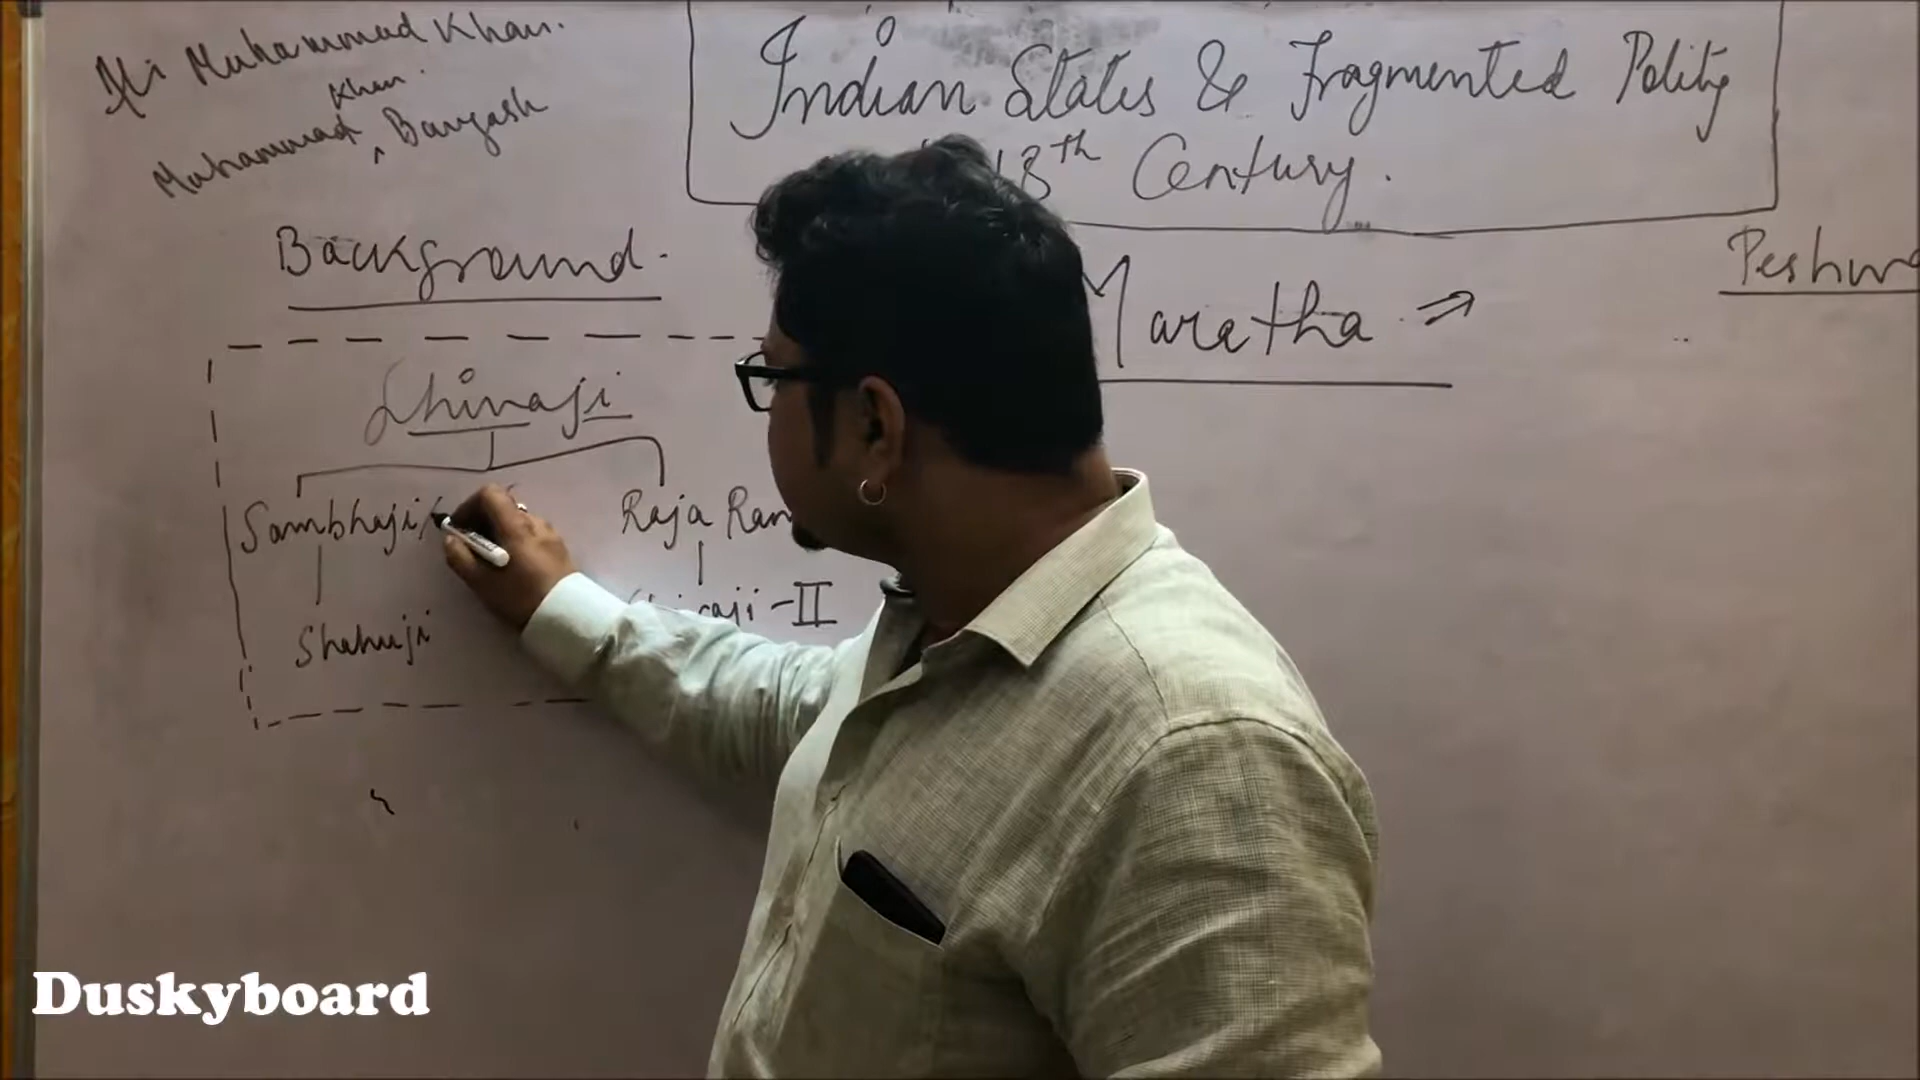 Ali Muhammad Khan.
Khan.
Muhammad ^ Bangash
Indian States & Fragmented Polity
18th Century.
Background.
Maratha ⇒
Peshwa
Shivaji
Sambhaji
Raja Ram
Shahuji
Shivaji-II
Duskyboard